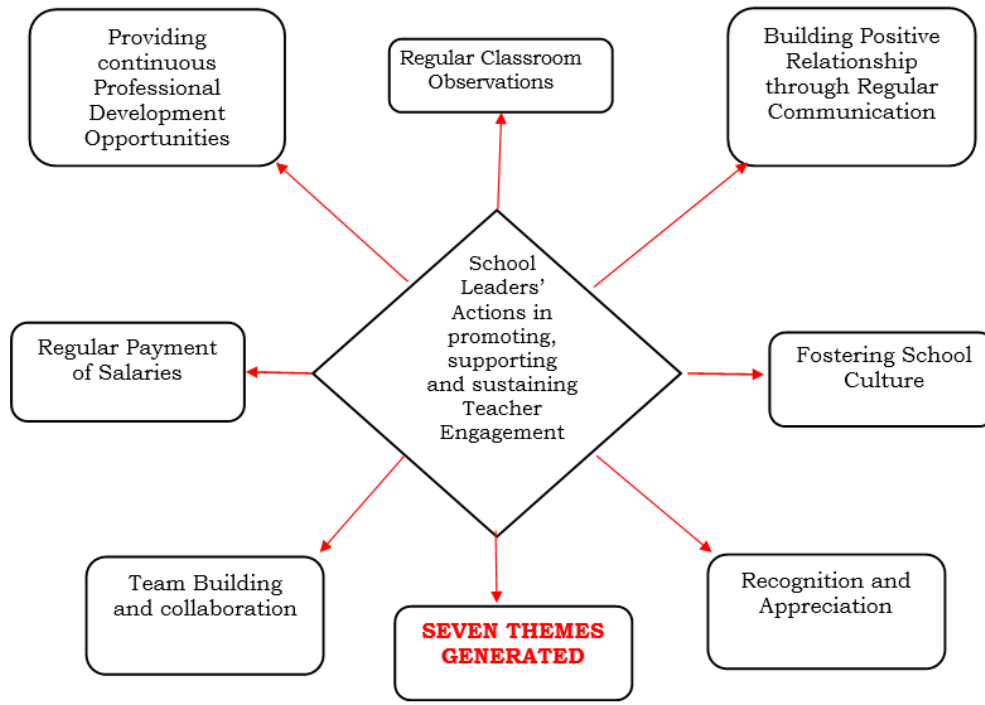 Providing
continuous
Professional
Development
Opportunities
Regular Classroom
Observations
Building Positive
Relationship
through Regular
Communication
School
Leaders’
Actions in
promoting,
supporting
and sustaining
Teacher
Engagement
Regular Payment
of Salaries
Fostering School
Culture
Team Building
and collaboration
SEVEN THEMES
GENERATED
Recognition and
Appreciation